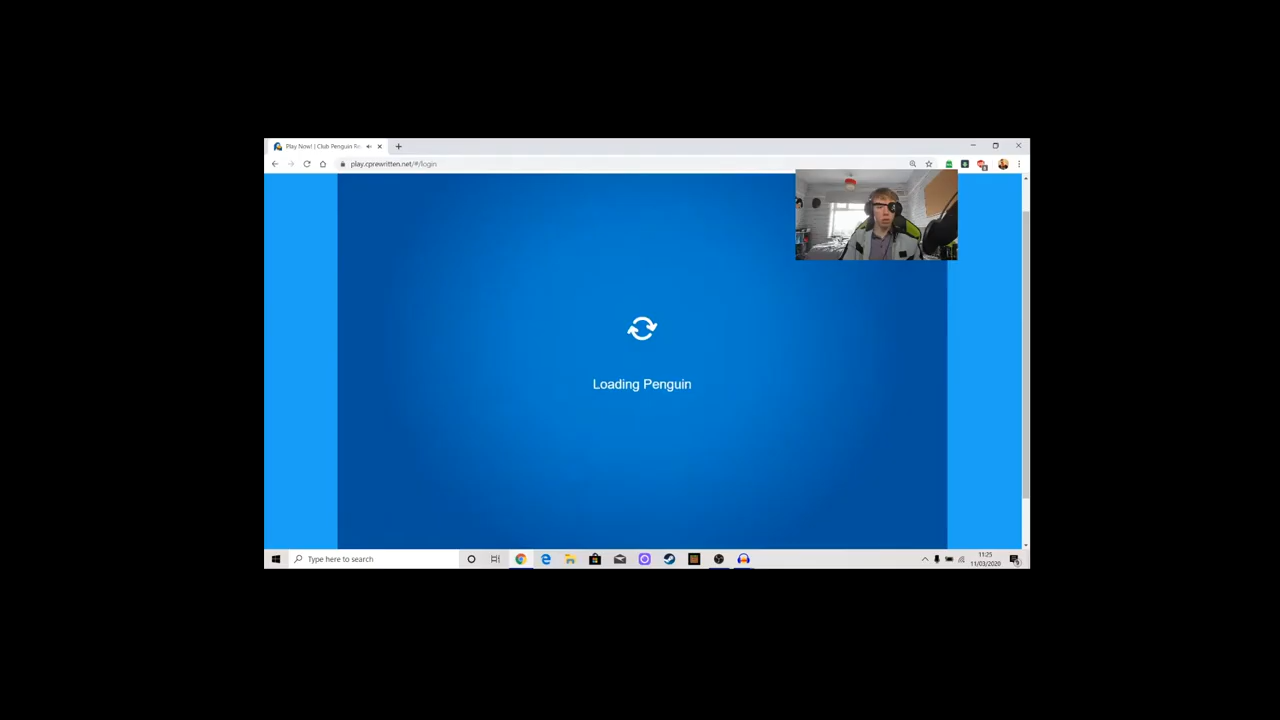 Play Now! | Club Penguin Re
play.cprewritten.net/#/login
Loading Penguin
Type here to search
11:25
11/03/2020